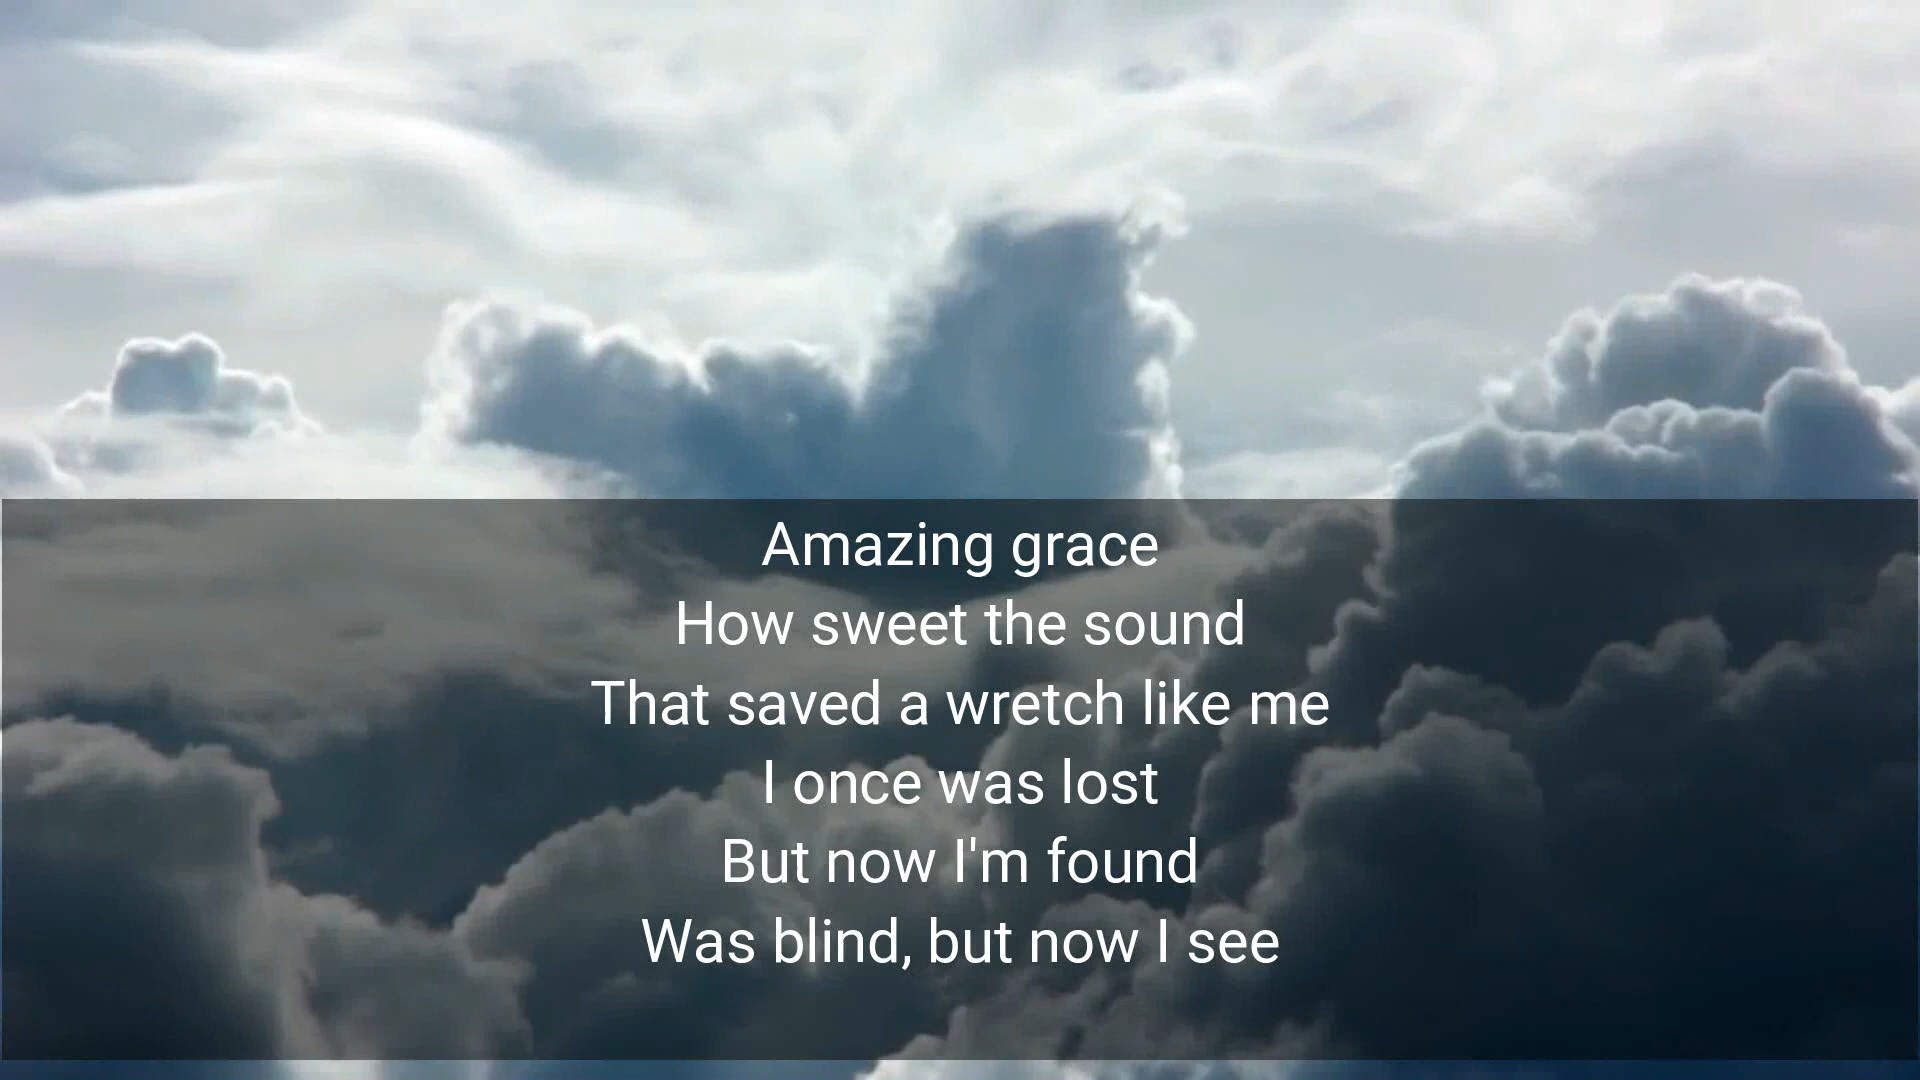 Amazing grace
How sweet the sound
That saved a wretch like me
I once was lost
But now I'm found
Was blind, but now I see